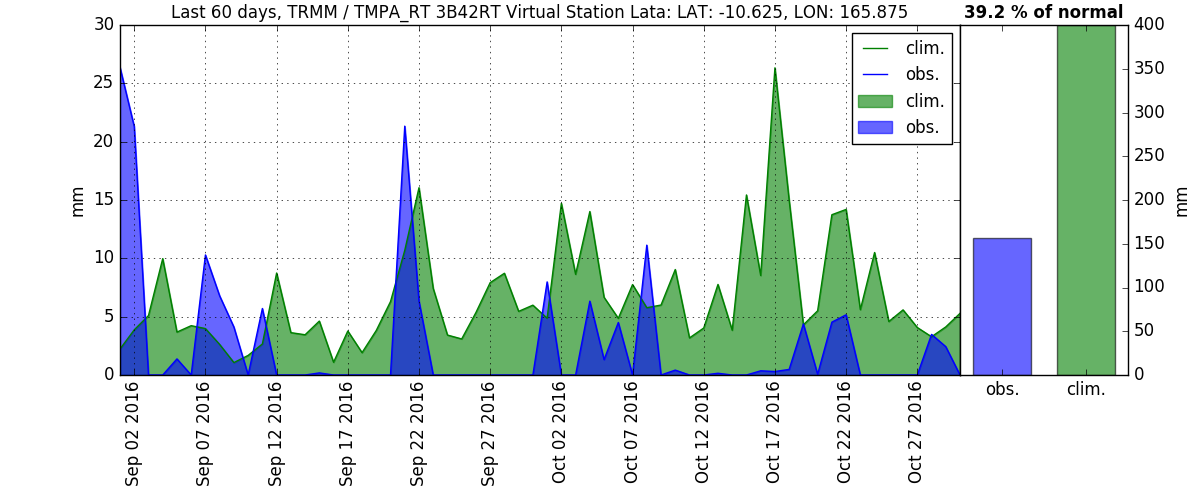 Last 60 days, TRMM / TMPA_RT 3B42RT Virtual Station Lata: LAT: -10.625, LON: 165.875
39.2 % of normal
30
25
20
15
10
5
0
mm
clim.
obs.
clim.
obs.
400
350
300
250
200
150
100
50
0
mm
Sep 02 2016
Sep 07 2016
Sep 12 2016
Sep 17 2016
Sep 22 2016
Sep 27 2016
Oct 02 2016
Oct 07 2016
Oct 12 2016
Oct 17 2016
Oct 22 2016
Oct 27 2016
obs.
clim.